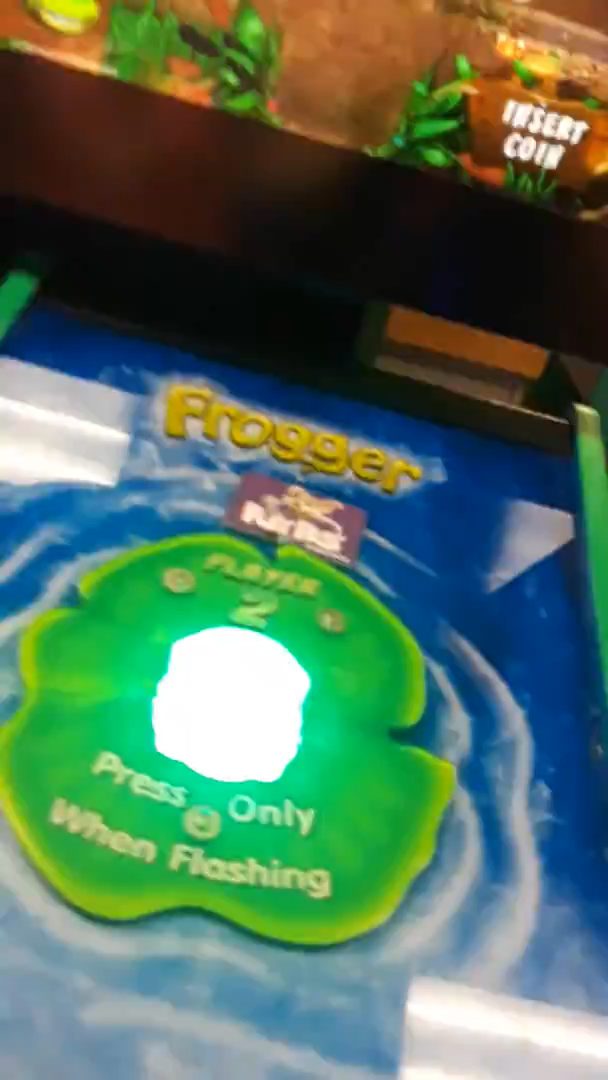 INSERT
COIN
Frogger
PLAYER
2
Press Only
When Flashing